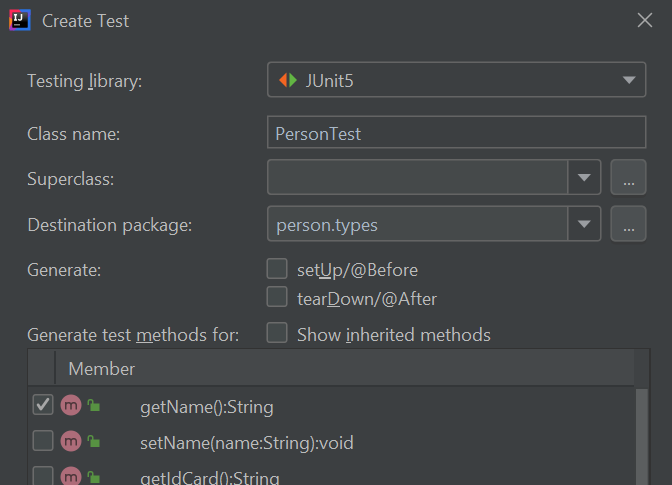 IJ Create Test
Testing library: JUnit5
Class name: PersonTest
Superclass: ...
Destination package: person.types ...
Generate: setUp/@Before
tearDown/@After
Generate test methods for: Show inherited methods
Member
m getName():String
m setName(name:String):void
m getIdCard():String